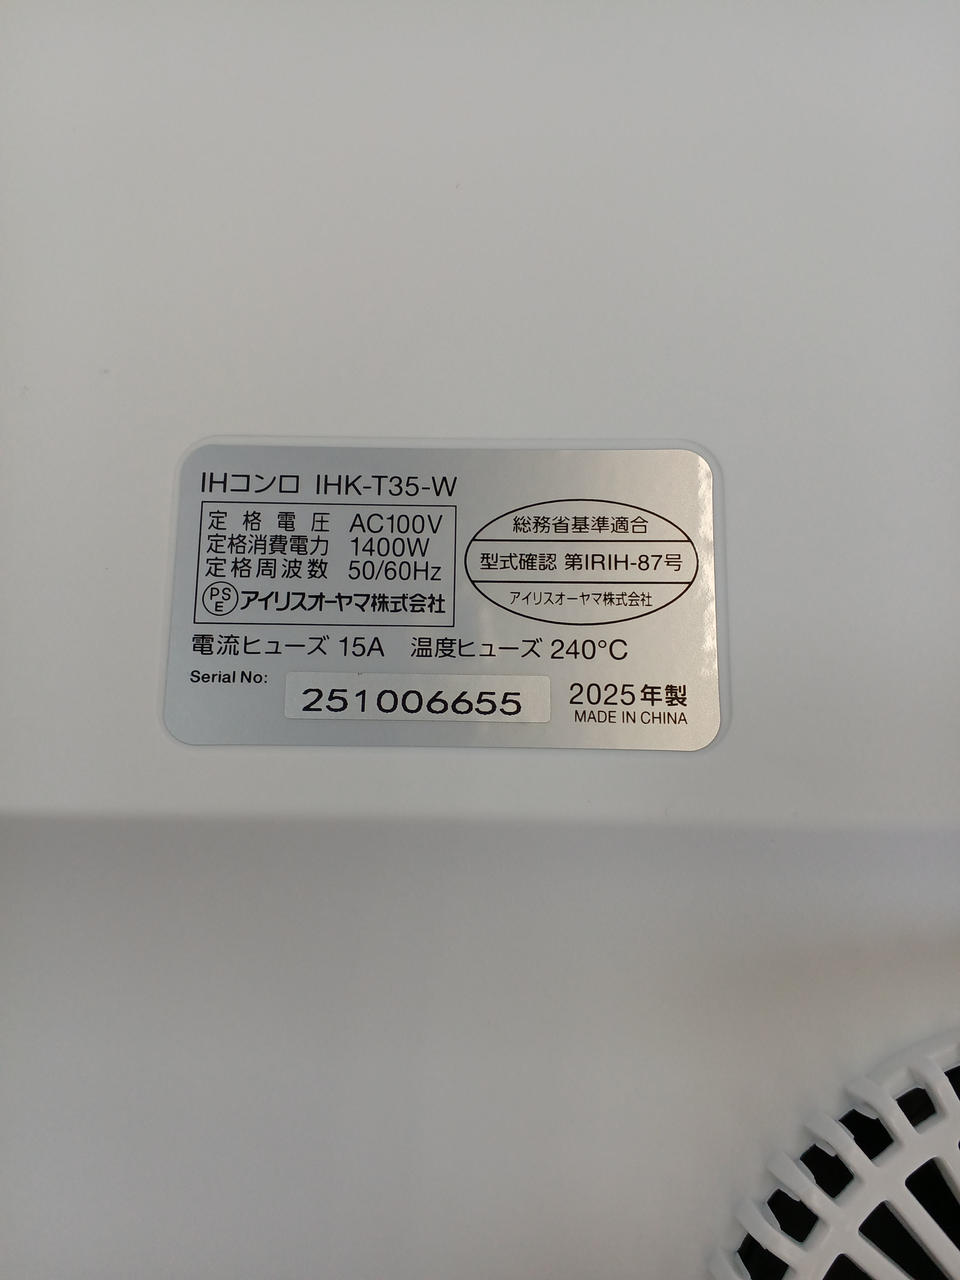 IHコンロ IHK-T35-W
定格電圧 AC100V
定格消費電力 1400W
定格周波数 50/60Hz
PSE アイリスオーヤマ株式会社
総務省基準適合
型式確認 第IRIH-87号
アイリスオーヤマ株式会社
電流ヒューズ 15A 温度ヒューズ 240°C
Serial No: 251006655
2025年製
MADE IN CHINA